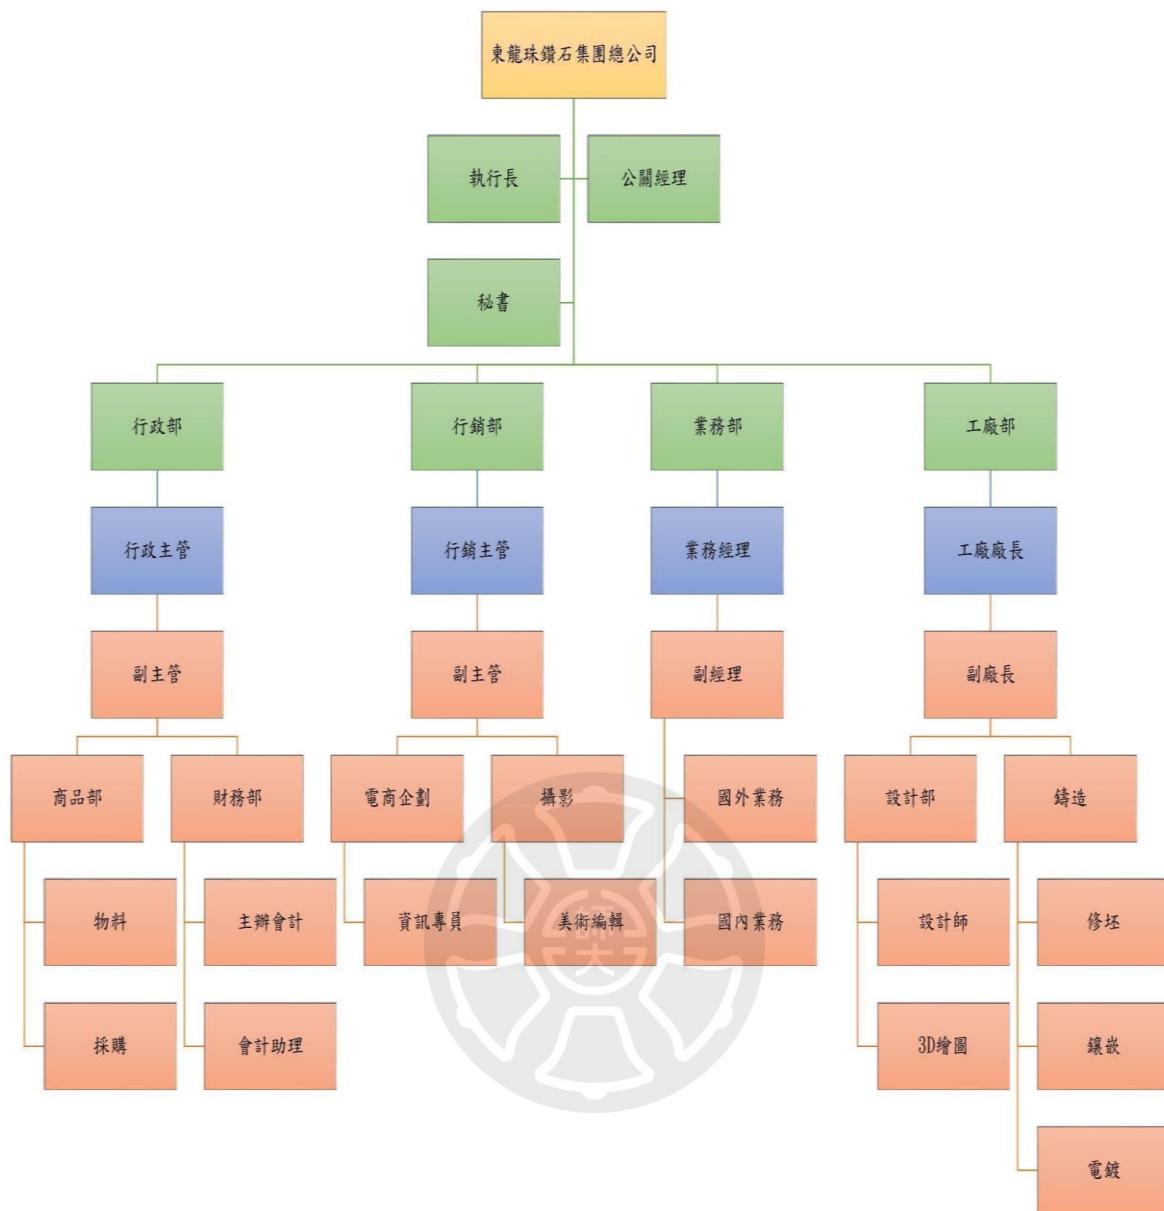 東龍珠鑽石集團總公司
執行長
公關經理
秘書
行政部
行銷部
業務部
工廠部
行政主管
行銷主管
業務經理
工廠廠長
副主管
副主管
副經理
副廠長
商品部
財務部
電商企劃
攝影
國外業務
設計部
鑄造
物料
主辦會計
資訊專員
美術編輯
國內業務
設計師
修坯
採購
會計助理
3D繪圖
鑲嵌
電鍍
師大